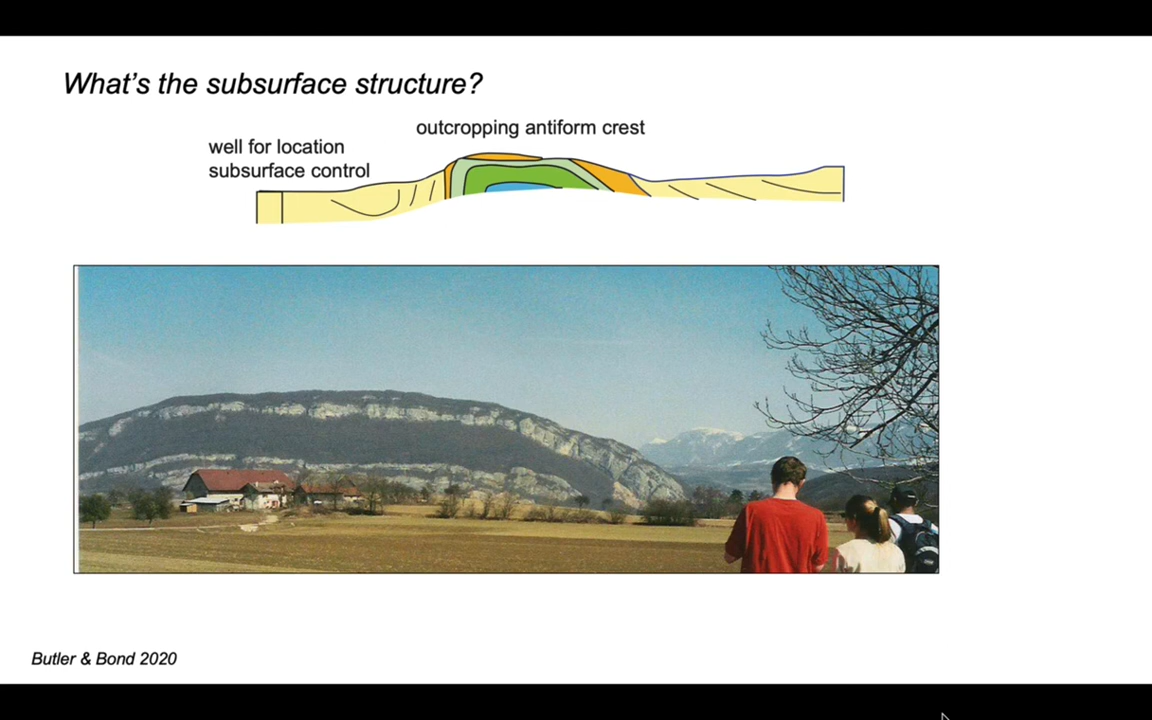 What's the subsurface structure?
outcropping antiform crest
well for location
subsurface control
Butler & Bond 2020